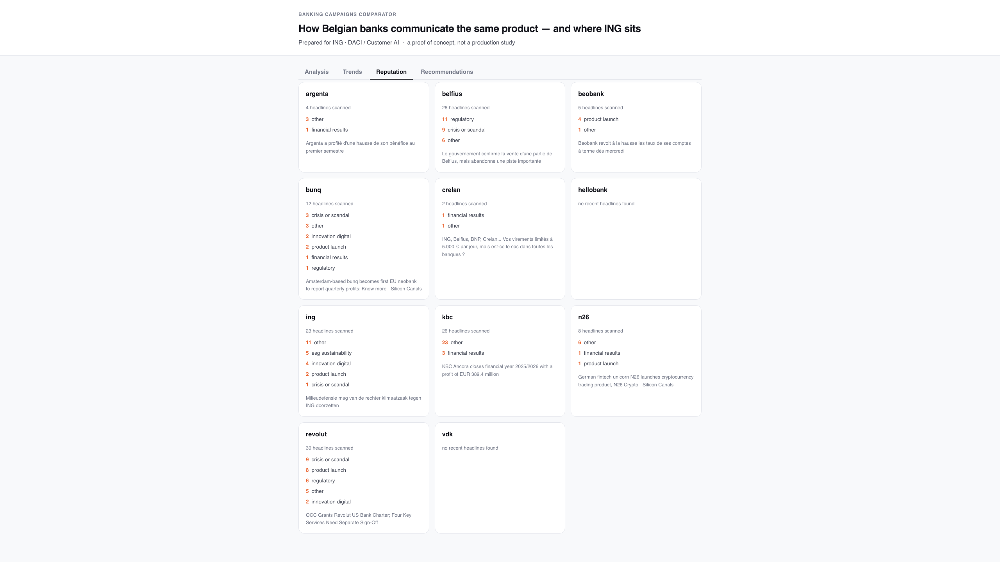 BANKING CAMPAIGNS COMPARATOR
How Belgian banks communicate the same product — and where ING sits
Prepared for ING · DACI / Customer AI · a proof of concept, not a production study
Analysis
Trends
Reputation
Recommendations
argenta
4 headlines scanned
3 other
1 financial results
Argenta a profité d'une hausse de son bénéfice au
premier semestre
belfius
26 headlines scanned
11 regulatory
9 crisis or scandal
6 other
Le gouvernement confirme la vente d'une partie de
Belfius, mais abandonne une piste importante
beobank
5 headlines scanned
4 product launch
1 other
Beobank revoit à la hausse les taux de ses comptes
à terme dès mercredi
bunq
12 headlines scanned
3 crisis or scandal
3 other
2 innovation digital
2 product launch
1 financial results
1 regulatory
Amsterdam-based bunq becomes first EU neobank
to report quarterly profits: Know more - Silicon Canals
crelan
2 headlines scanned
1 financial results
1 other
ING, Belfius, BNP, Crelan... Vos virements limités à
5.000 € par jour, mais est-ce le cas dans toutes les
banques ?
hellobank
no recent headlines found
ing
23 headlines scanned
11 other
5 esg sustainability
4 innovation digital
2 product launch
1 crisis or scandal
Milieudefensie mag van de rechter klimaatzaak tegen
ING doorzetten
kbc
26 headlines scanned
23 other
3 financial results
KBC Ancora closes financial year 2025/2026 with a
profit of EUR 389.4 million
n26
8 headlines scanned
6 other
1 financial results
1 product launch
German fintech unicorn N26 launches cryptocurrency
trading product, N26 Crypto - Silicon Canals
revolut
30 headlines scanned
9 crisis or scandal
8 product launch
6 regulatory
5 other
2 innovation digital
OCC Grants Revolut US Bank Charter; Four Key
Services Need Separate Sign-Off
vdk
no recent headlines found